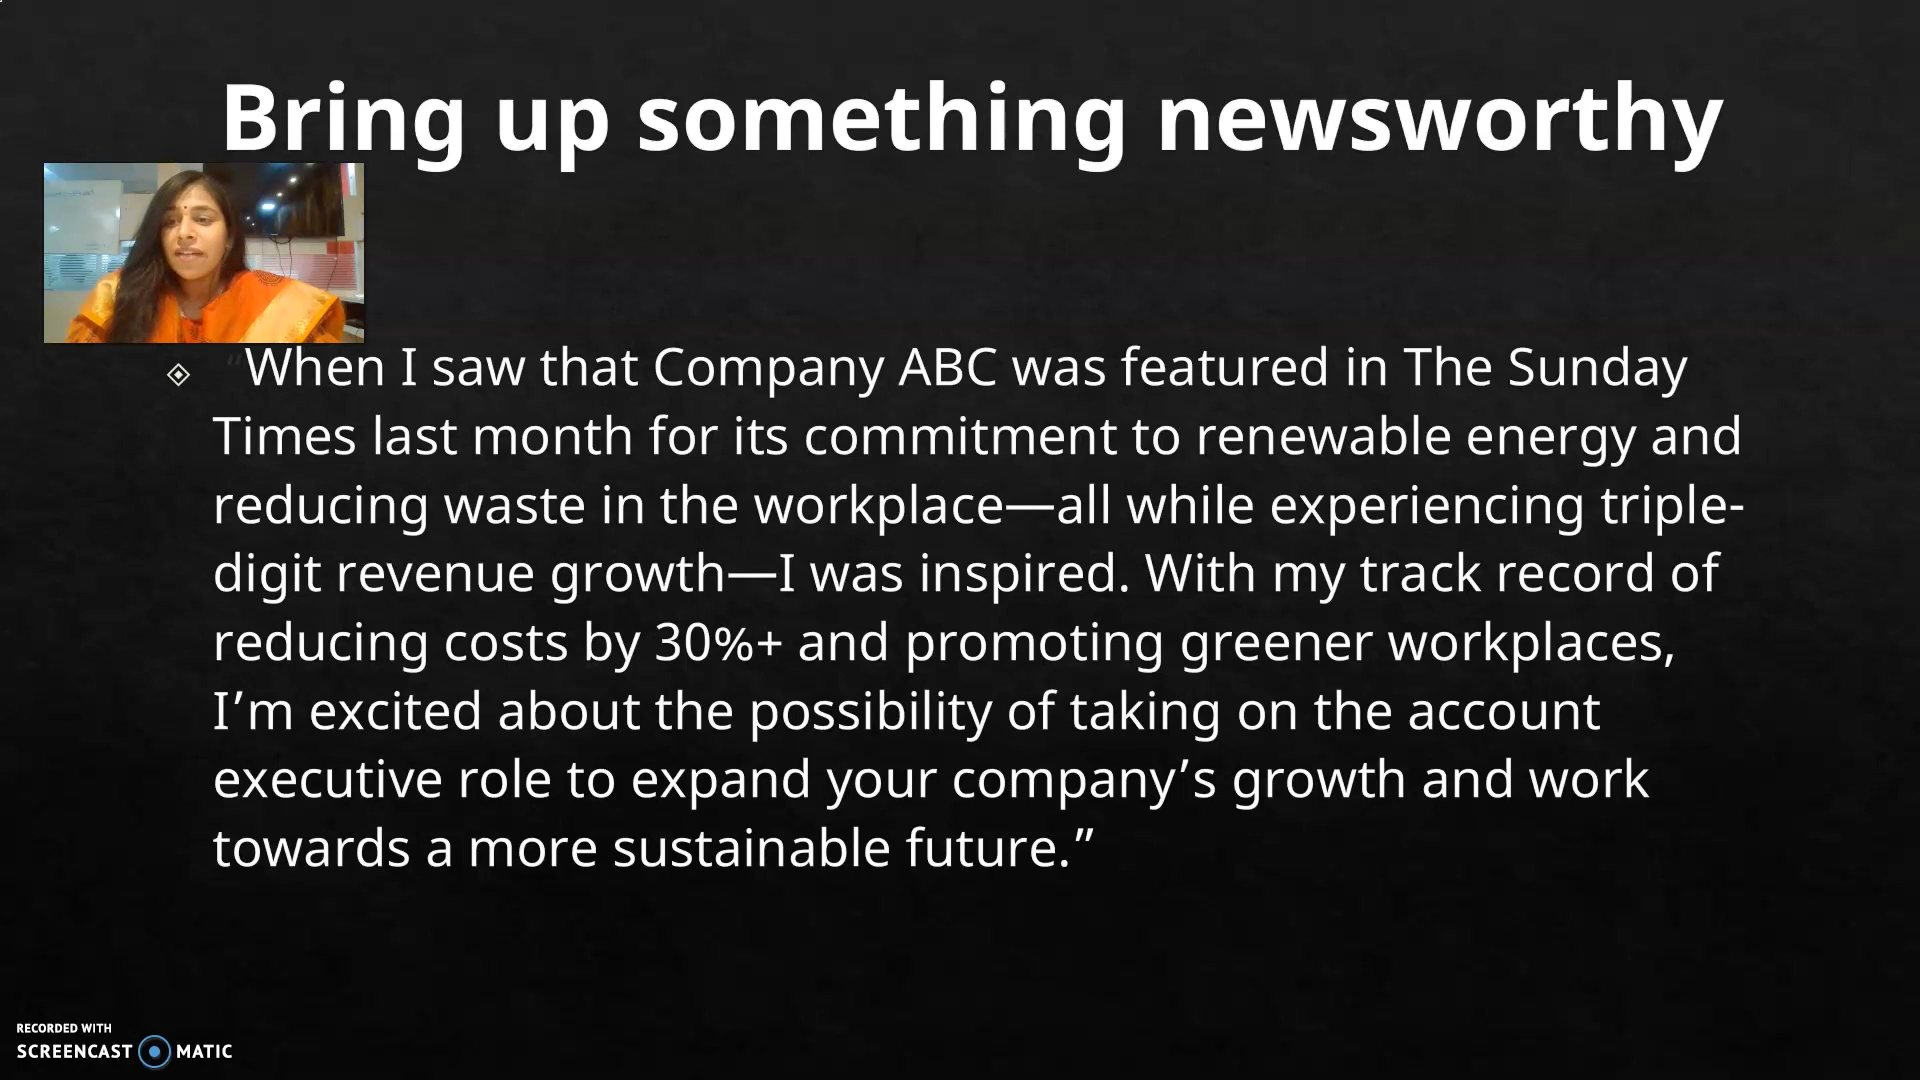 Bring up something newsworthy
“When I saw that Company ABC was featured in The Sunday
Times last month for its commitment to renewable energy and
reducing waste in the workplace—all while experiencing triple-
digit revenue growth—I was inspired. With my track record of
reducing costs by 30%+ and promoting greener workplaces,
I’m excited about the possibility of taking on the account
executive role to expand your company’s growth and work
towards a more sustainable future.”
RECORDED WITH
SCREENCAST MATIC